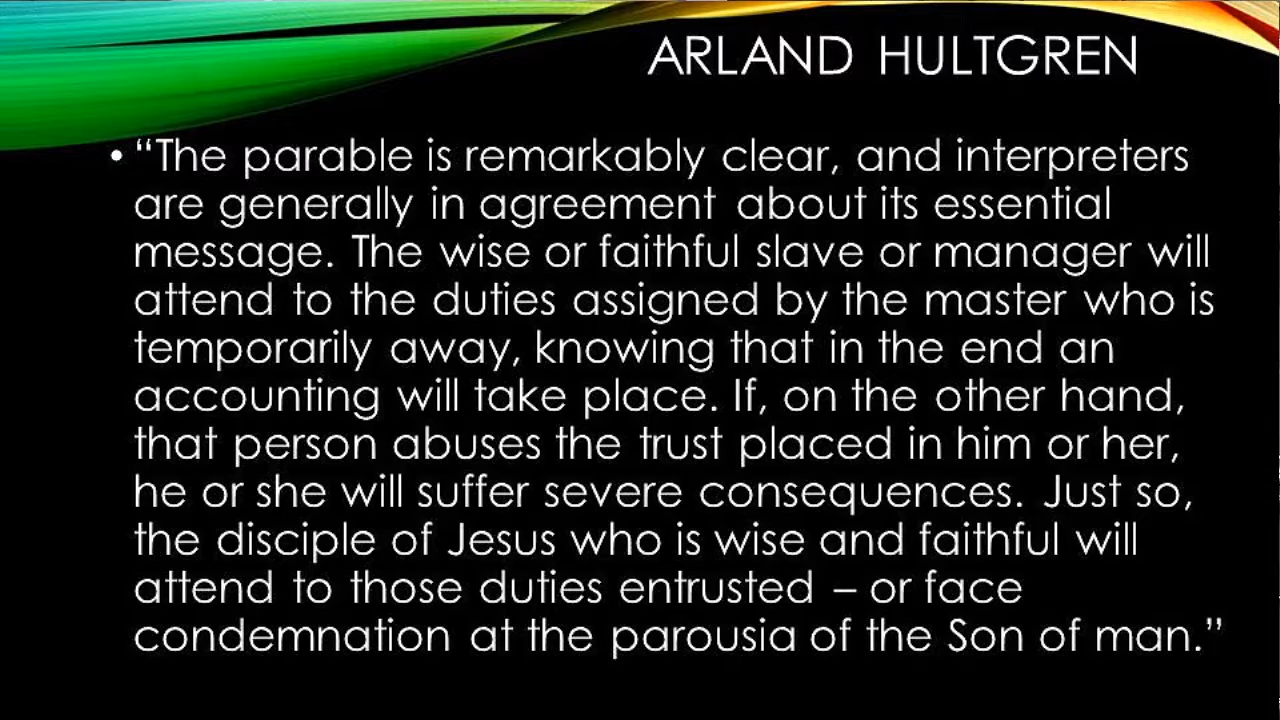 ARLAND HULTGREN
• “The parable is remarkably clear, and interpreters
are generally in agreement about its essential
message. The wise or faithful slave or manager will
attend to the duties assigned by the master who is
temporarily away, knowing that in the end an
accounting will take place. If, on the other hand,
that person abuses the trust placed in him or her,
he or she will suffer severe consequences. Just so,
the disciple of Jesus who is wise and faithful will
attend to those duties entrusted – or face
condemnation at the parousia of the Son of man.”